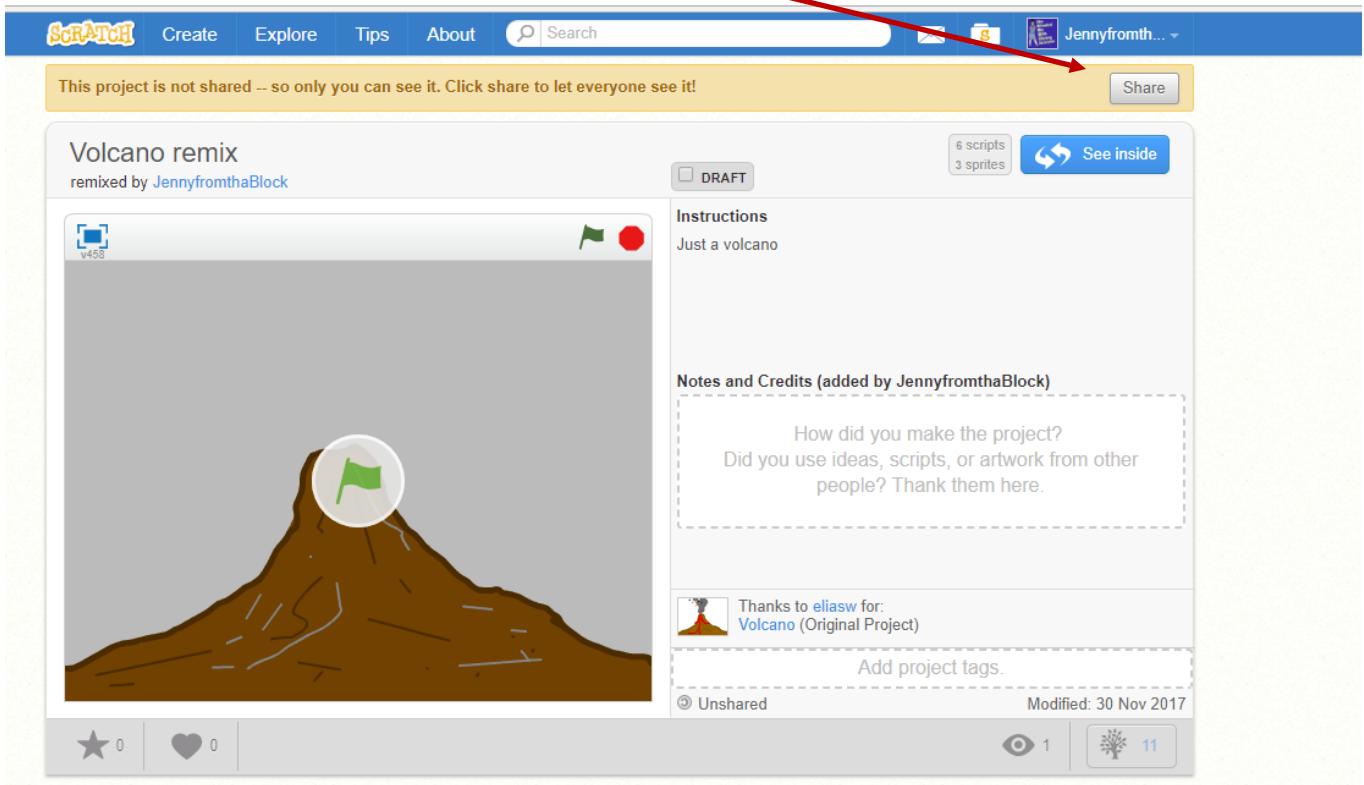 SCRATCH Create Explore Tips About Search S Jennyfromth...
This project is not shared -- so only you can see it. Click share to let everyone see it! Share
Volcano remix
remixed by JennyfromthaBlock
DRAFT
6 scripts
3 sprites
See inside
v458
Instructions
Just a volcano
Notes and Credits (added by JennyfromthaBlock)
How did you make the project?
Did you use ideas, scripts, or artwork from other
people? Thank them here.
Thanks to eliasw for:
Volcano (Original Project)
Add project tags.
Unshared Modified: 30 Nov 2017
0 0 1 11